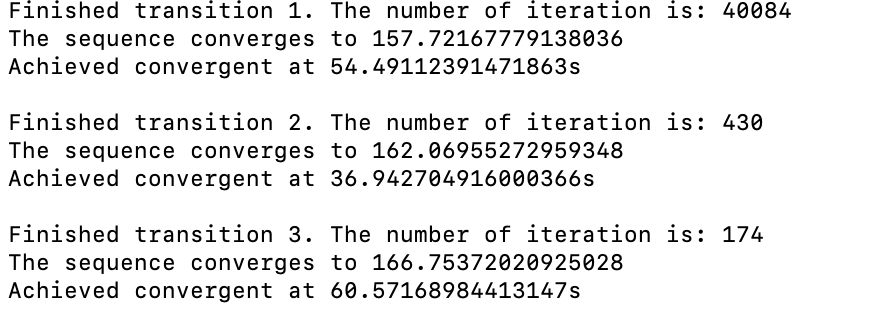 Finished transition 1. The number of iteration is: 40084
The sequence converges to 157.72167779138036
Achieved convergent at 54.49112391471863s
Finished transition 2. The number of iteration is: 430
The sequence converges to 162.06955272959348
Achieved convergent at 36.942704916000366s
Finished transition 3. The number of iteration is: 174
The sequence converges to 166.75372020925028
Achieved convergent at 60.57168984413147s